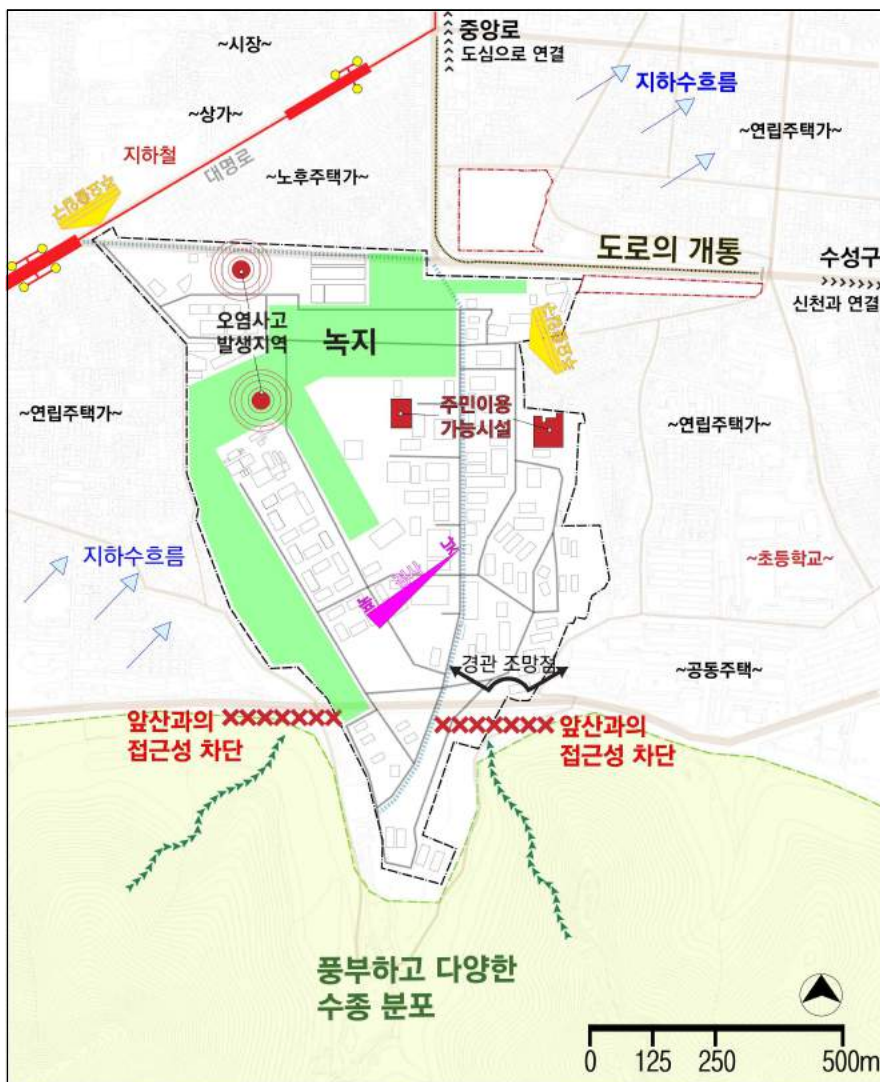 중앙로
도심으로 연결
~시장~
지하수흐름
~상가~
~연립주택가~
지하철
대명로
~노후주택가~
도로의 개통
수성구
신천과 연결
오염사고
발생지역
녹지
주민이용
가능시설
~연립주택가~
~연립주택가~
지하수흐름
~초등학교~
경관 조망점
~공동주택~
앞산과의
접근성 차단
앞산과의
접근성 차단
풍부하고 다양한
수종 분포
0 125 250 500m